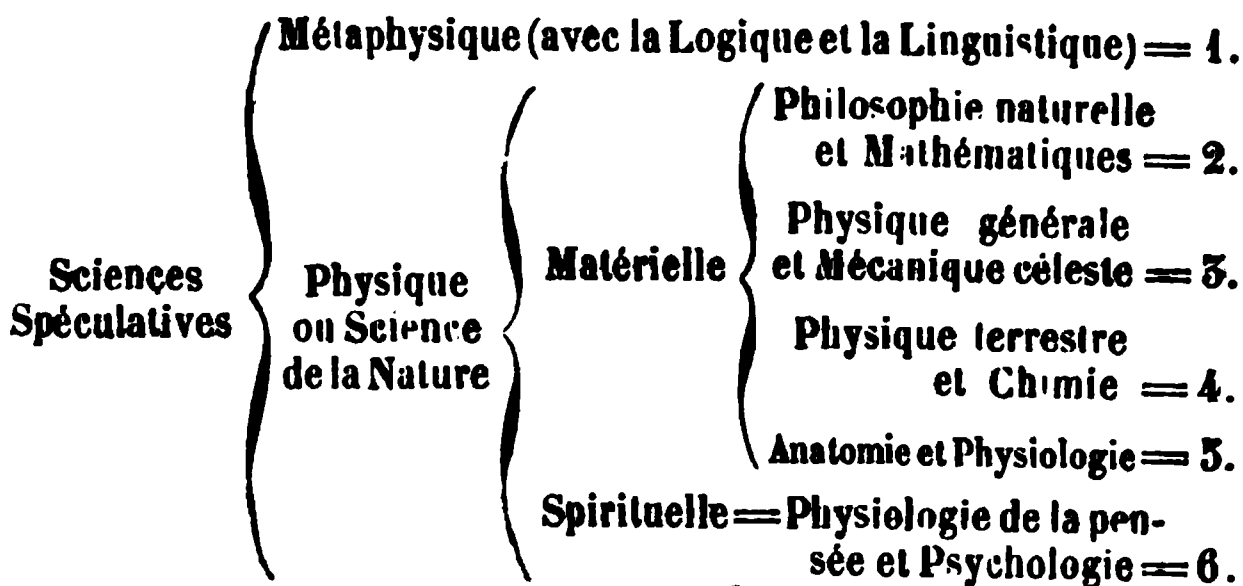 Métaphysique (avec la Logique et la Linguistique) = 1.
Sciences
Spéculatives
Physique
ou Science
de la Nature
Matérielle
Philosophie naturelle
et Mathématiques = 2.
Physique générale
et Mécanique céleste = 3.
Physique terrestre
et Chimie = 4.
Anatomie et Physiologie = 5.
Spirituelle = Physiologie de la pen-
sée et Psychologie = 6.